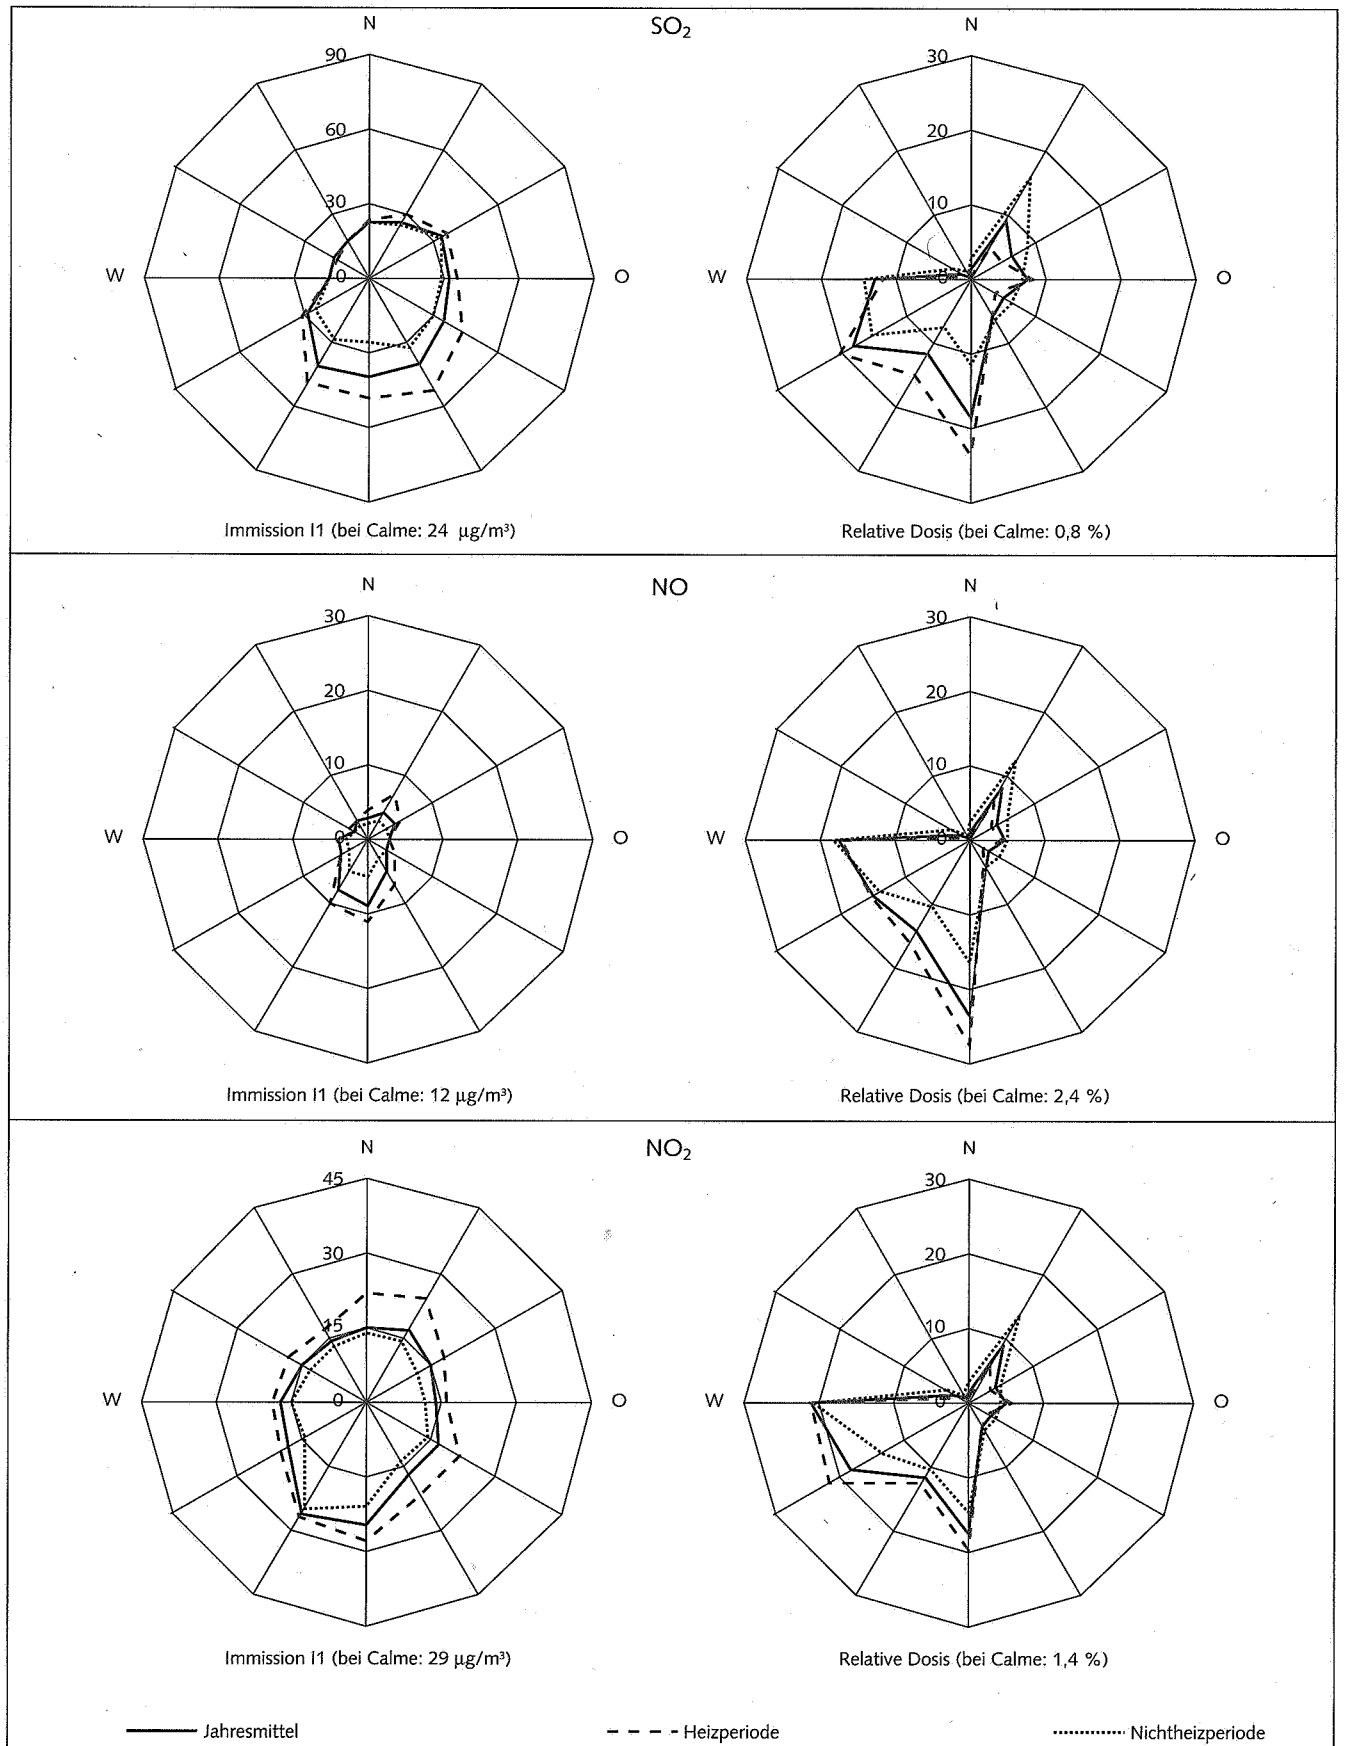 SO₂
N
90
60
30
0
W
O
Immission I1 (bei Calme: 24 µg/m³)
N
30
20
10
0
W
O
Relative Dosis (bei Calme: 0,8 %)
NO
N
30
20
10
0
W
O
Immission I1 (bei Calme: 12 µg/m³)
N
30
20
10
0
W
O
Relative Dosis (bei Calme: 2,4 %)
NO₂
N
45
30
15
0
W
O
Immission I1 (bei Calme: 29 µg/m³)
N
30
20
10
0
W
O
Relative Dosis (bei Calme: 1,4 %)
Jahresmittel
Heizperiode
Nichtheizperiode